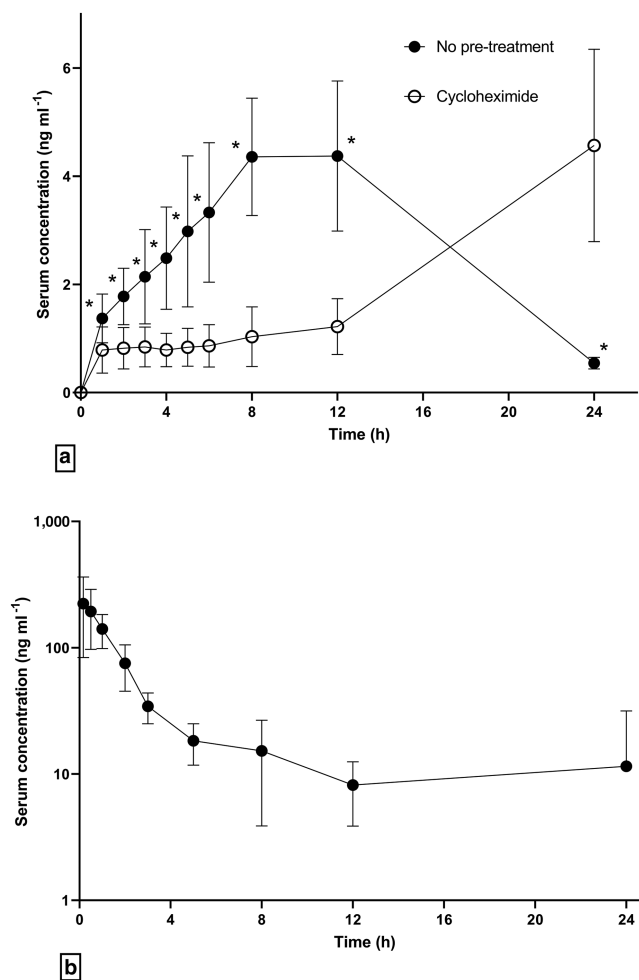 No pre-treatment
Cycloheximide
Serum concentration (ng ml⁻¹)
6
4
2
0
* * * * * * * * *
0 4 8 12 16 20 24
Time (h)
a
Serum concentration (ng ml⁻¹)
1,000
100
10
1
0 4 8 12 16 20 24
Time (h)
b